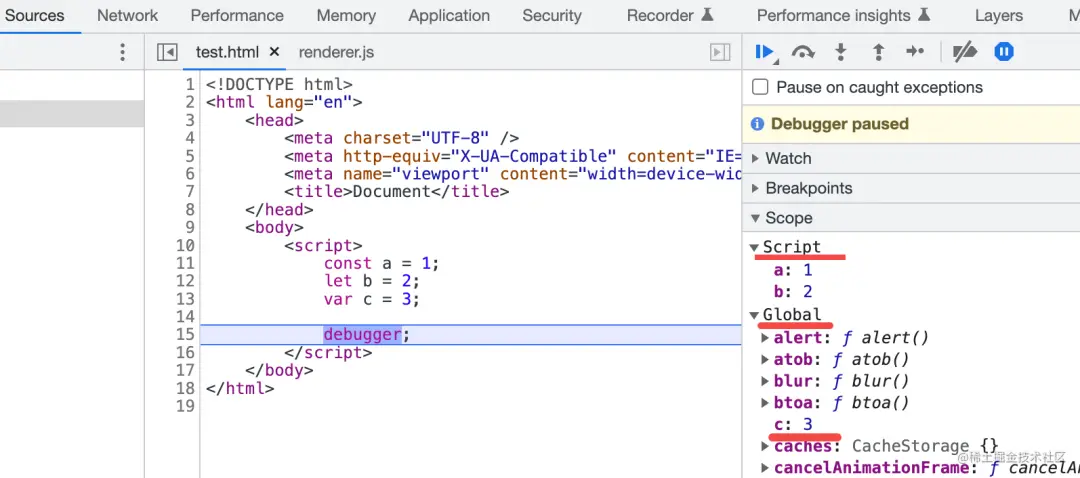 Sources Network Performance Memory Application Security Recorder Performance insights Layers M
test.html × renderer.js
1 <!DOCTYPE html>
2 <html lang="en">
3 <head>
4 <meta charset="UTF-8" />
5 <meta http-equiv="X-UA-Compatible" content="IE=
6 <meta name="viewport" content="width=device-wid
7 <title>Document</title>
8 </head>
9 <body>
10 <script>
11 const a = 1;
12 let b = 2;
13 var c = 3;
14
15 debugger;
16 </script>
17 </body>
18 </html>
19
Pause on caught exceptions
Debugger paused
Watch
Breakpoints
Scope
Script
a: 1
b: 2
Global
alert: ƒ alert()
atob: ƒ atob()
blur: ƒ blur()
btoa: ƒ btoa()
c: 3
caches: CacheStorage {}
cancelAnimationFrame: ƒ cancelAn
@稀土掘金技术社区